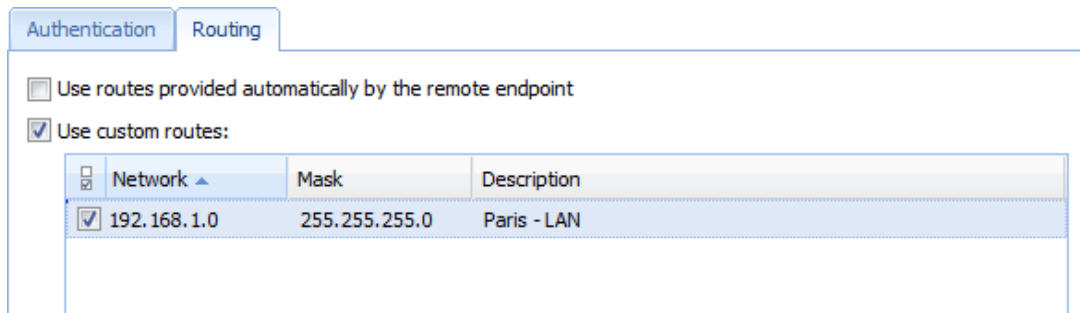 Authentication Routing
Use routes provided automatically by the remote endpoint
Use custom routes:
Network Mask Description
192.168.1.0 255.255.255.0 Paris - LAN